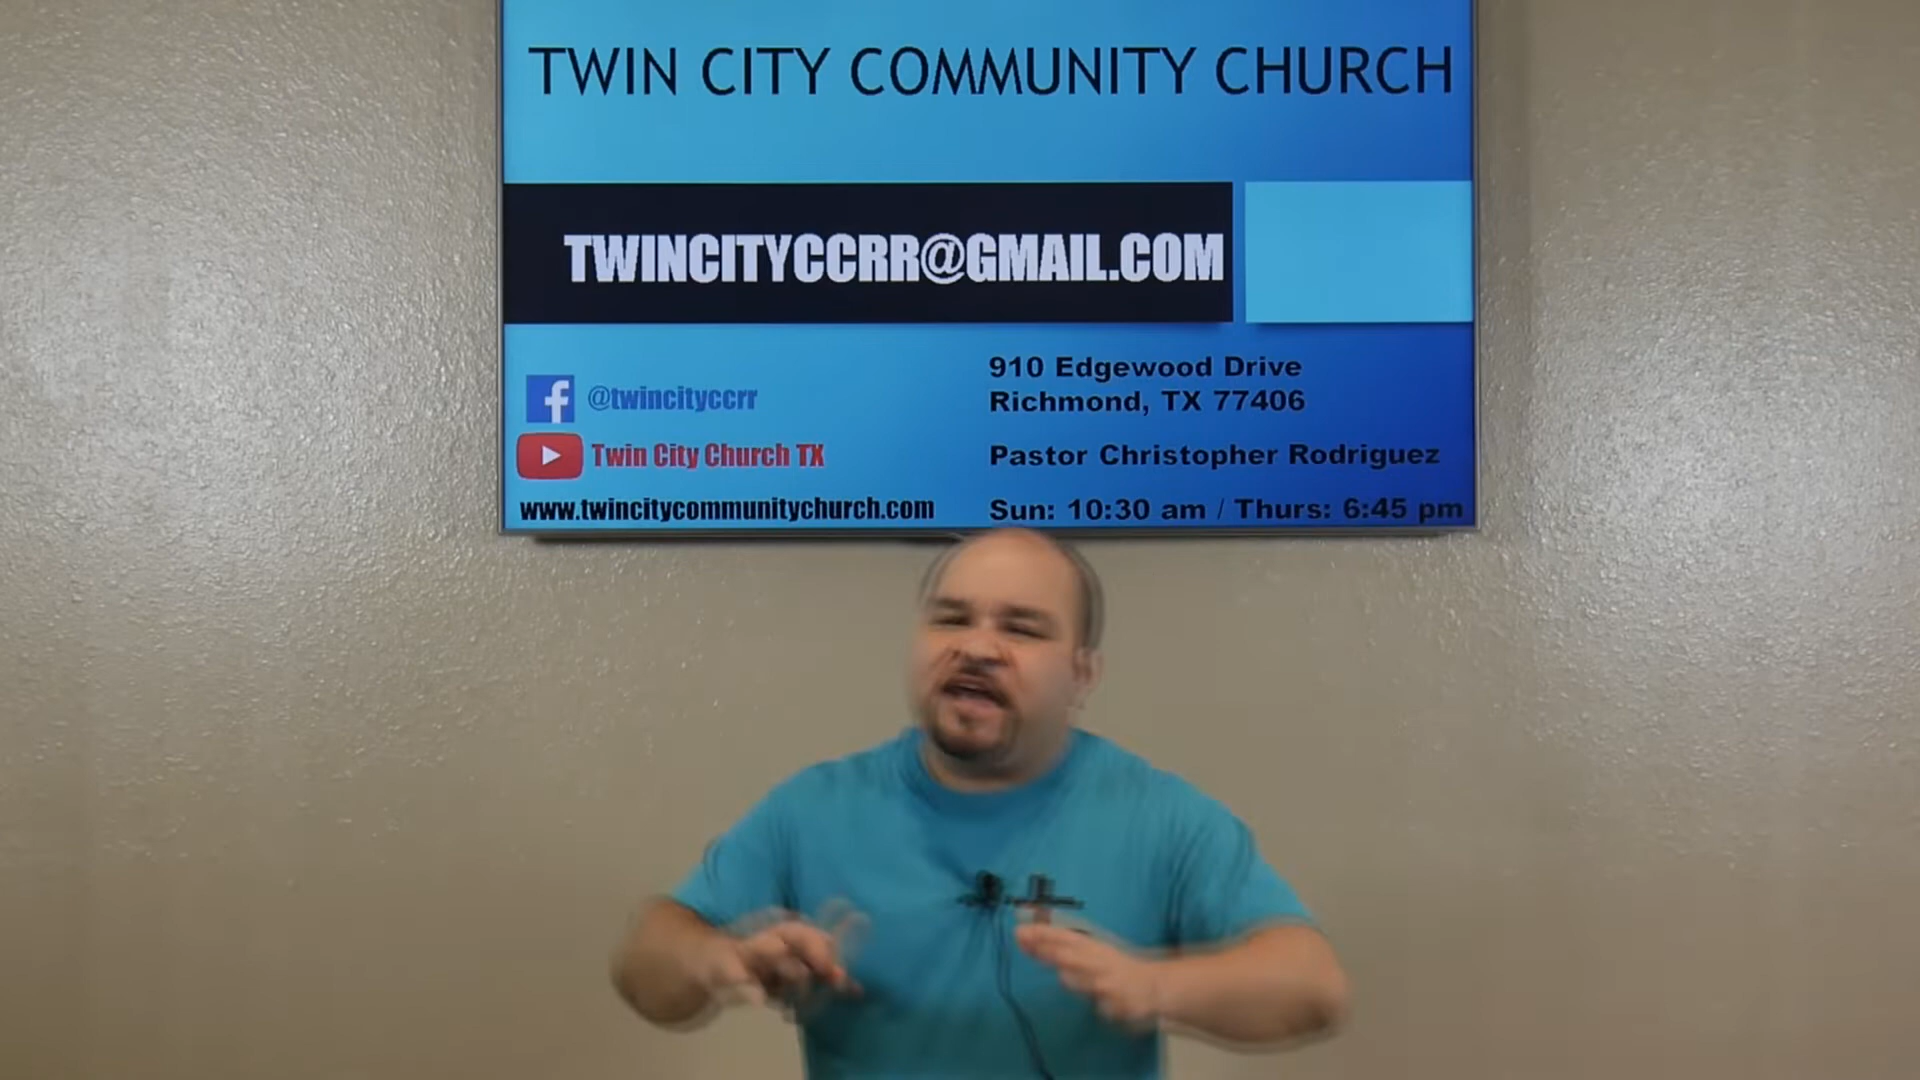 TWIN CITY COMMUNITY CHURCH
TWINCITYCCRR@GMAIL.COM
@twincityccrr
Twin City Church TX
www.twincitycommunitychurch.com
910 Edgewood Drive
Richmond, TX 77406
Pastor Christopher Rodriguez
Sun: 10:30 am / Thurs: 6:45 pm